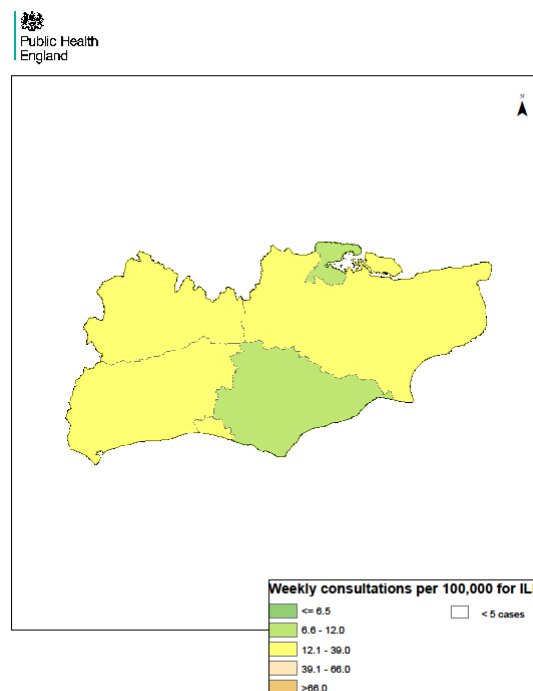 Public Health
England
N
Weekly consultations per 100,000 for IL
<= 6.5
< 5 cases
6.6 - 12.0
12.1 - 39.0
39.1 - 66.0
>66.0